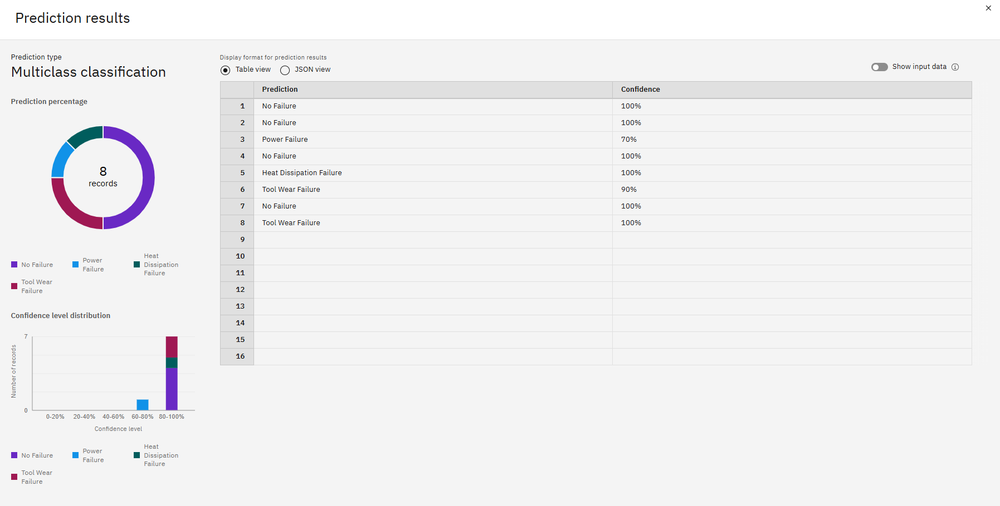 Prediction results
Prediction type
Multiclass classification
Prediction percentage
8
records
No Failure
Power
Failure
Heat
Dissipation
Failure
Tool Wear
Failure
Confidence level distribution
7
Number of records
0
0-20% 20-40% 40-60% 60-80% 80-100%
Confidence level
No Failure
Power
Failure
Heat
Dissipation
Failure
Tool Wear
Failure
Display format for prediction results
Table view JSON view
Show input data
Prediction Confidence
1 No Failure 100%
2 No Failure 100%
3 Power Failure 70%
4 No Failure 100%
5 Heat Dissipation Failure 100%
6 Tool Wear Failure 90%
7 No Failure 100%
8 Tool Wear Failure 100%
9
10
11
12
13
14
15
16